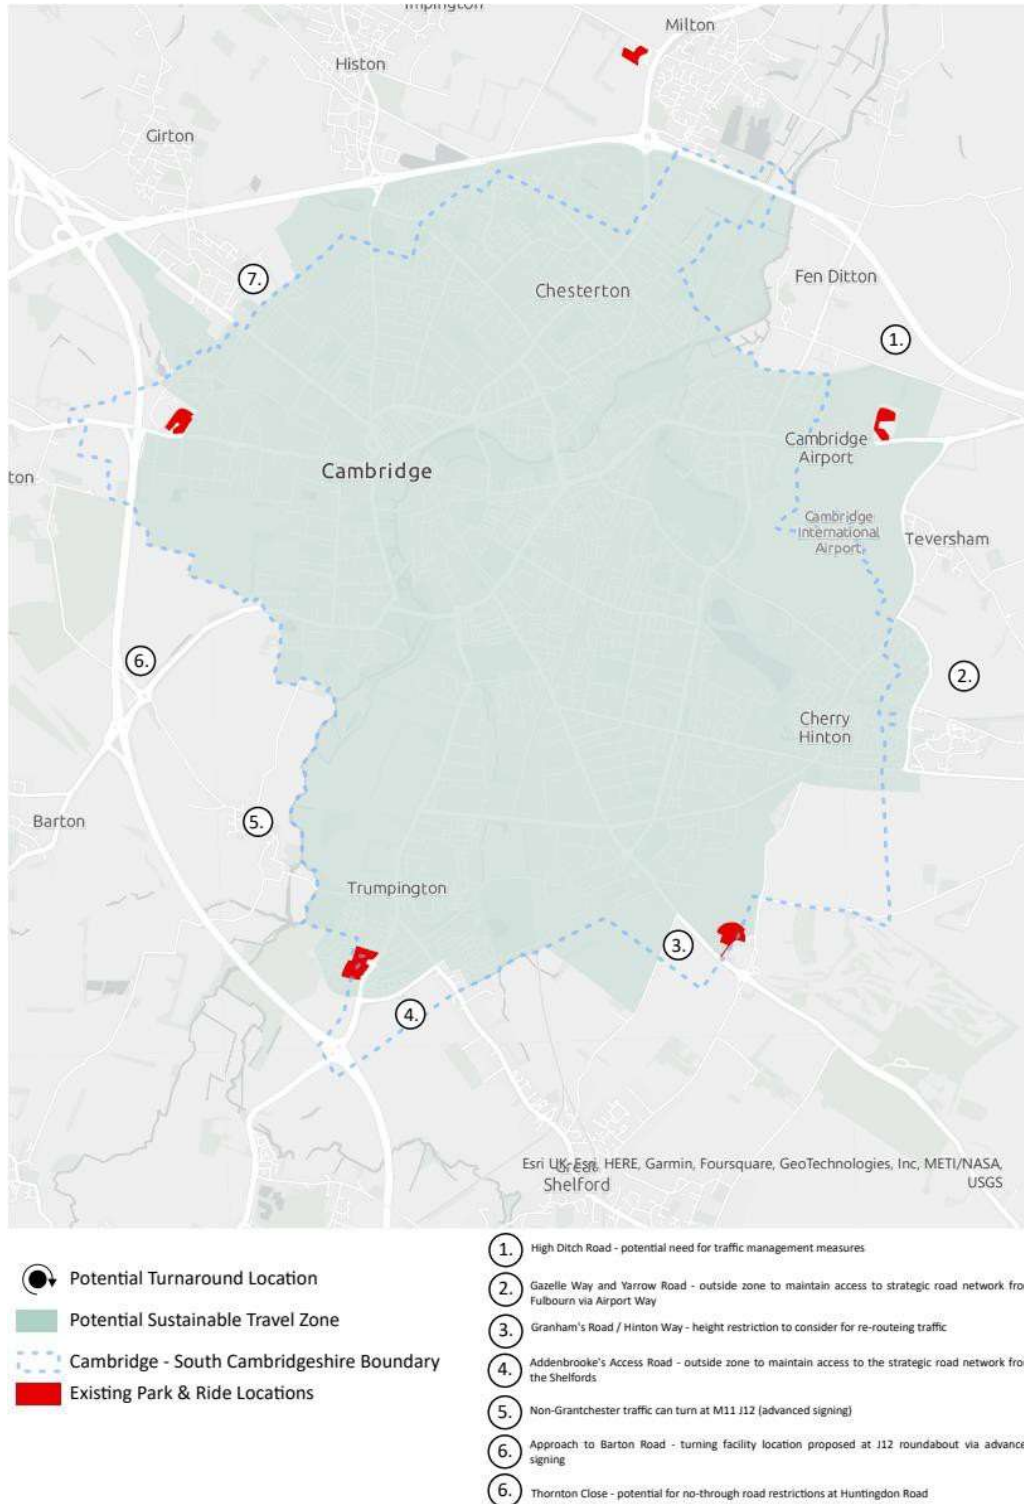 Impington
Milton
Histon
Girton
7.
Chesterton
Fen Ditton
1.
Cambridge
Airport
Cambridge
ton
Cambridge
International
Airport
Teversham
6.
2.
Cherry
Hinton
Barton
5.
Trumpington
3.
4.
Esri UK, Esri, HERE, Garmin, Foursquare, GeoTechnologies, Inc, METI/NASA,
USGS
Great
Shelford
Potential Turnaround Location
Potential Sustainable Travel Zone
Cambridge - South Cambridgeshire Boundary
Existing Park & Ride Locations
1. High Ditch Road - potential need for traffic management measures
2. Gazelle Way and Yarrow Road - outside zone to maintain access to strategic road network fro
Fulbourn via Airport Way
3. Granham's Road / Hinton Way - height restriction to consider for re-routeing traffic
4. Addenbrooke's Access Road - outside zone to maintain access to the strategic road network fro
the Shelfords
5. Non-Grantchester traffic can turn at M11 J12 (advanced signing)
6. Approach to Barton Road - turning facility location proposed at J12 roundabout via advance
signing
6. Thornton Close - potential for no-through road restrictions at Huntingdon Road